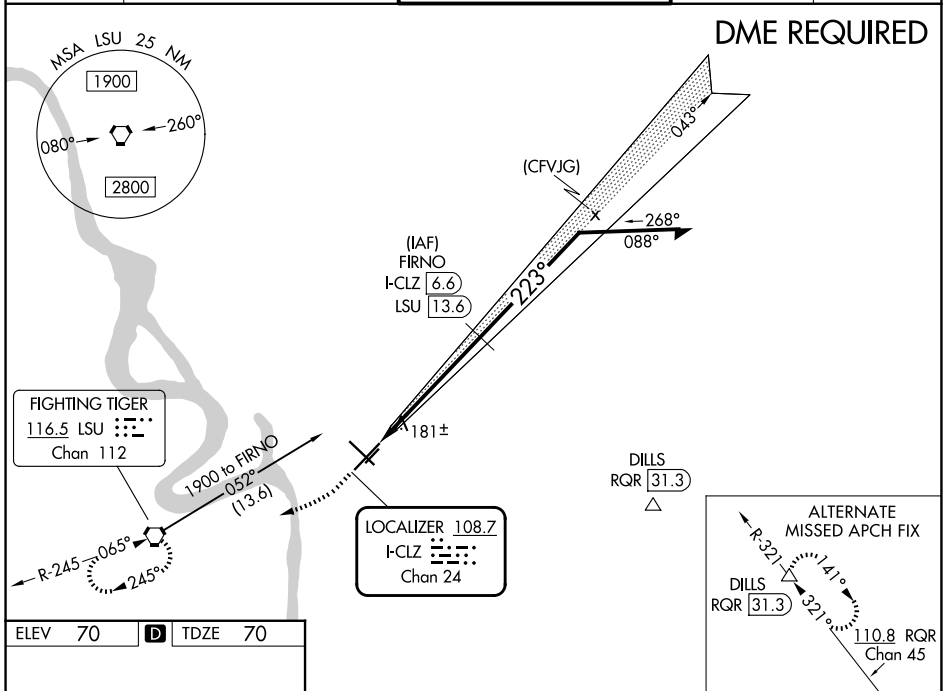 DME REQUIRED
MSA LSU 25 NM
1900
080°
260°
2800
043°
(CFVJG)
268°
088°
(IAF)
FIRNO
I-CLZ 6.6
LSU 13.6
223°
FIGHTING TIGER
116.5 LSU
Chan 112
181±
1900 to FIRNO
052°
(13.6)
DILLS
RQR 31.3
LOCALIZER 108.7
I-CLZ
Chan 24
R-245
065°
245°
ALTERNATE
MISSED APCH FIX
R-321
141°
DILLS
RQR 31.3
321°
110.8 RQR
Chan 45
ELEV 70 D TDZE 70